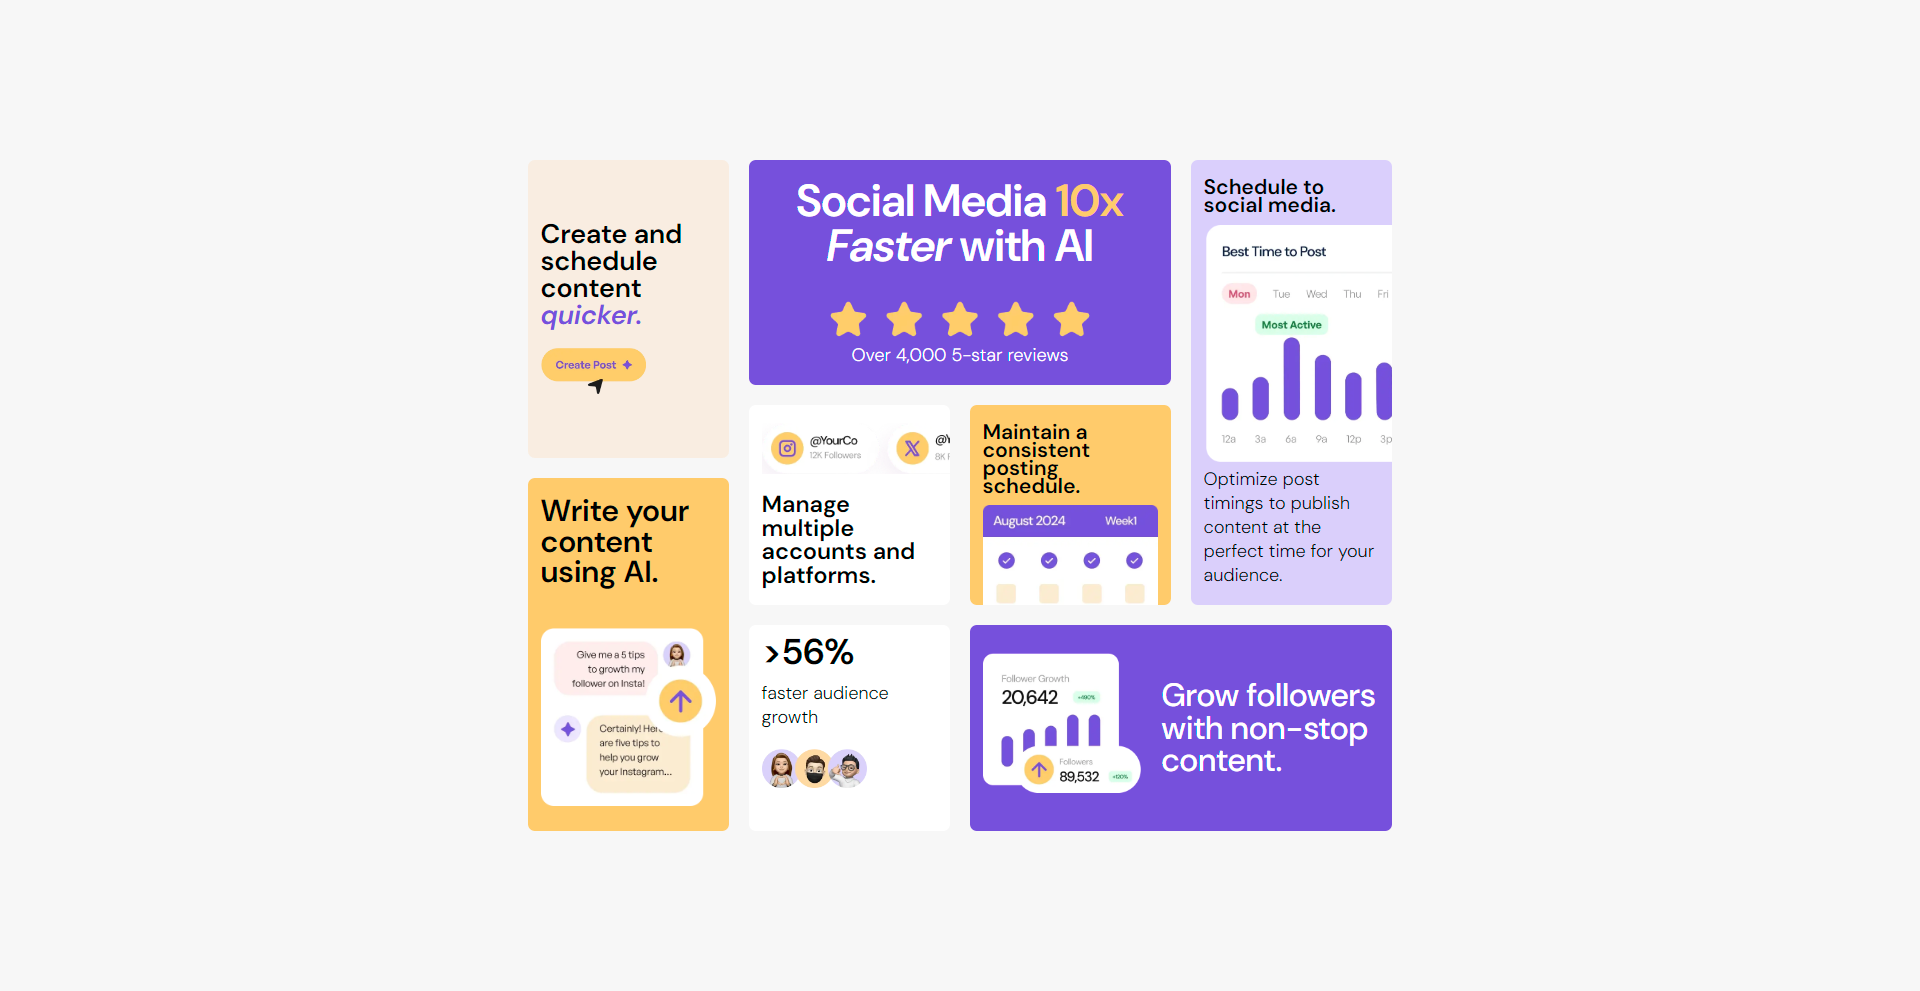 Create and
schedule
content
quicker.
Create Post
Write your
content
using AI.
Give me a 5 tips
to growth my
follower on Insta!
Certainly! Here
are five tips to
help you grow
your Instagram...
Social Media 10x
Faster with AI
Over 4,000 5-star reviews
@YourCo
12K Followers
Manage
multiple
accounts and
platforms.
Maintain a
consistent
posting
schedule.
August 2024 Week1
>56%
faster audience
growth
Schedule to
social media.
Best Time to Post
Mon Tue Wed Thu Fri
Most Active
12a 3a 6a 9a 12p 3p
Optimize post
timings to publish
content at the
perfect time for your
audience.
Follower Growth
20,642
Followers
89,532 +120%
Grow followers
with non-stop
content.